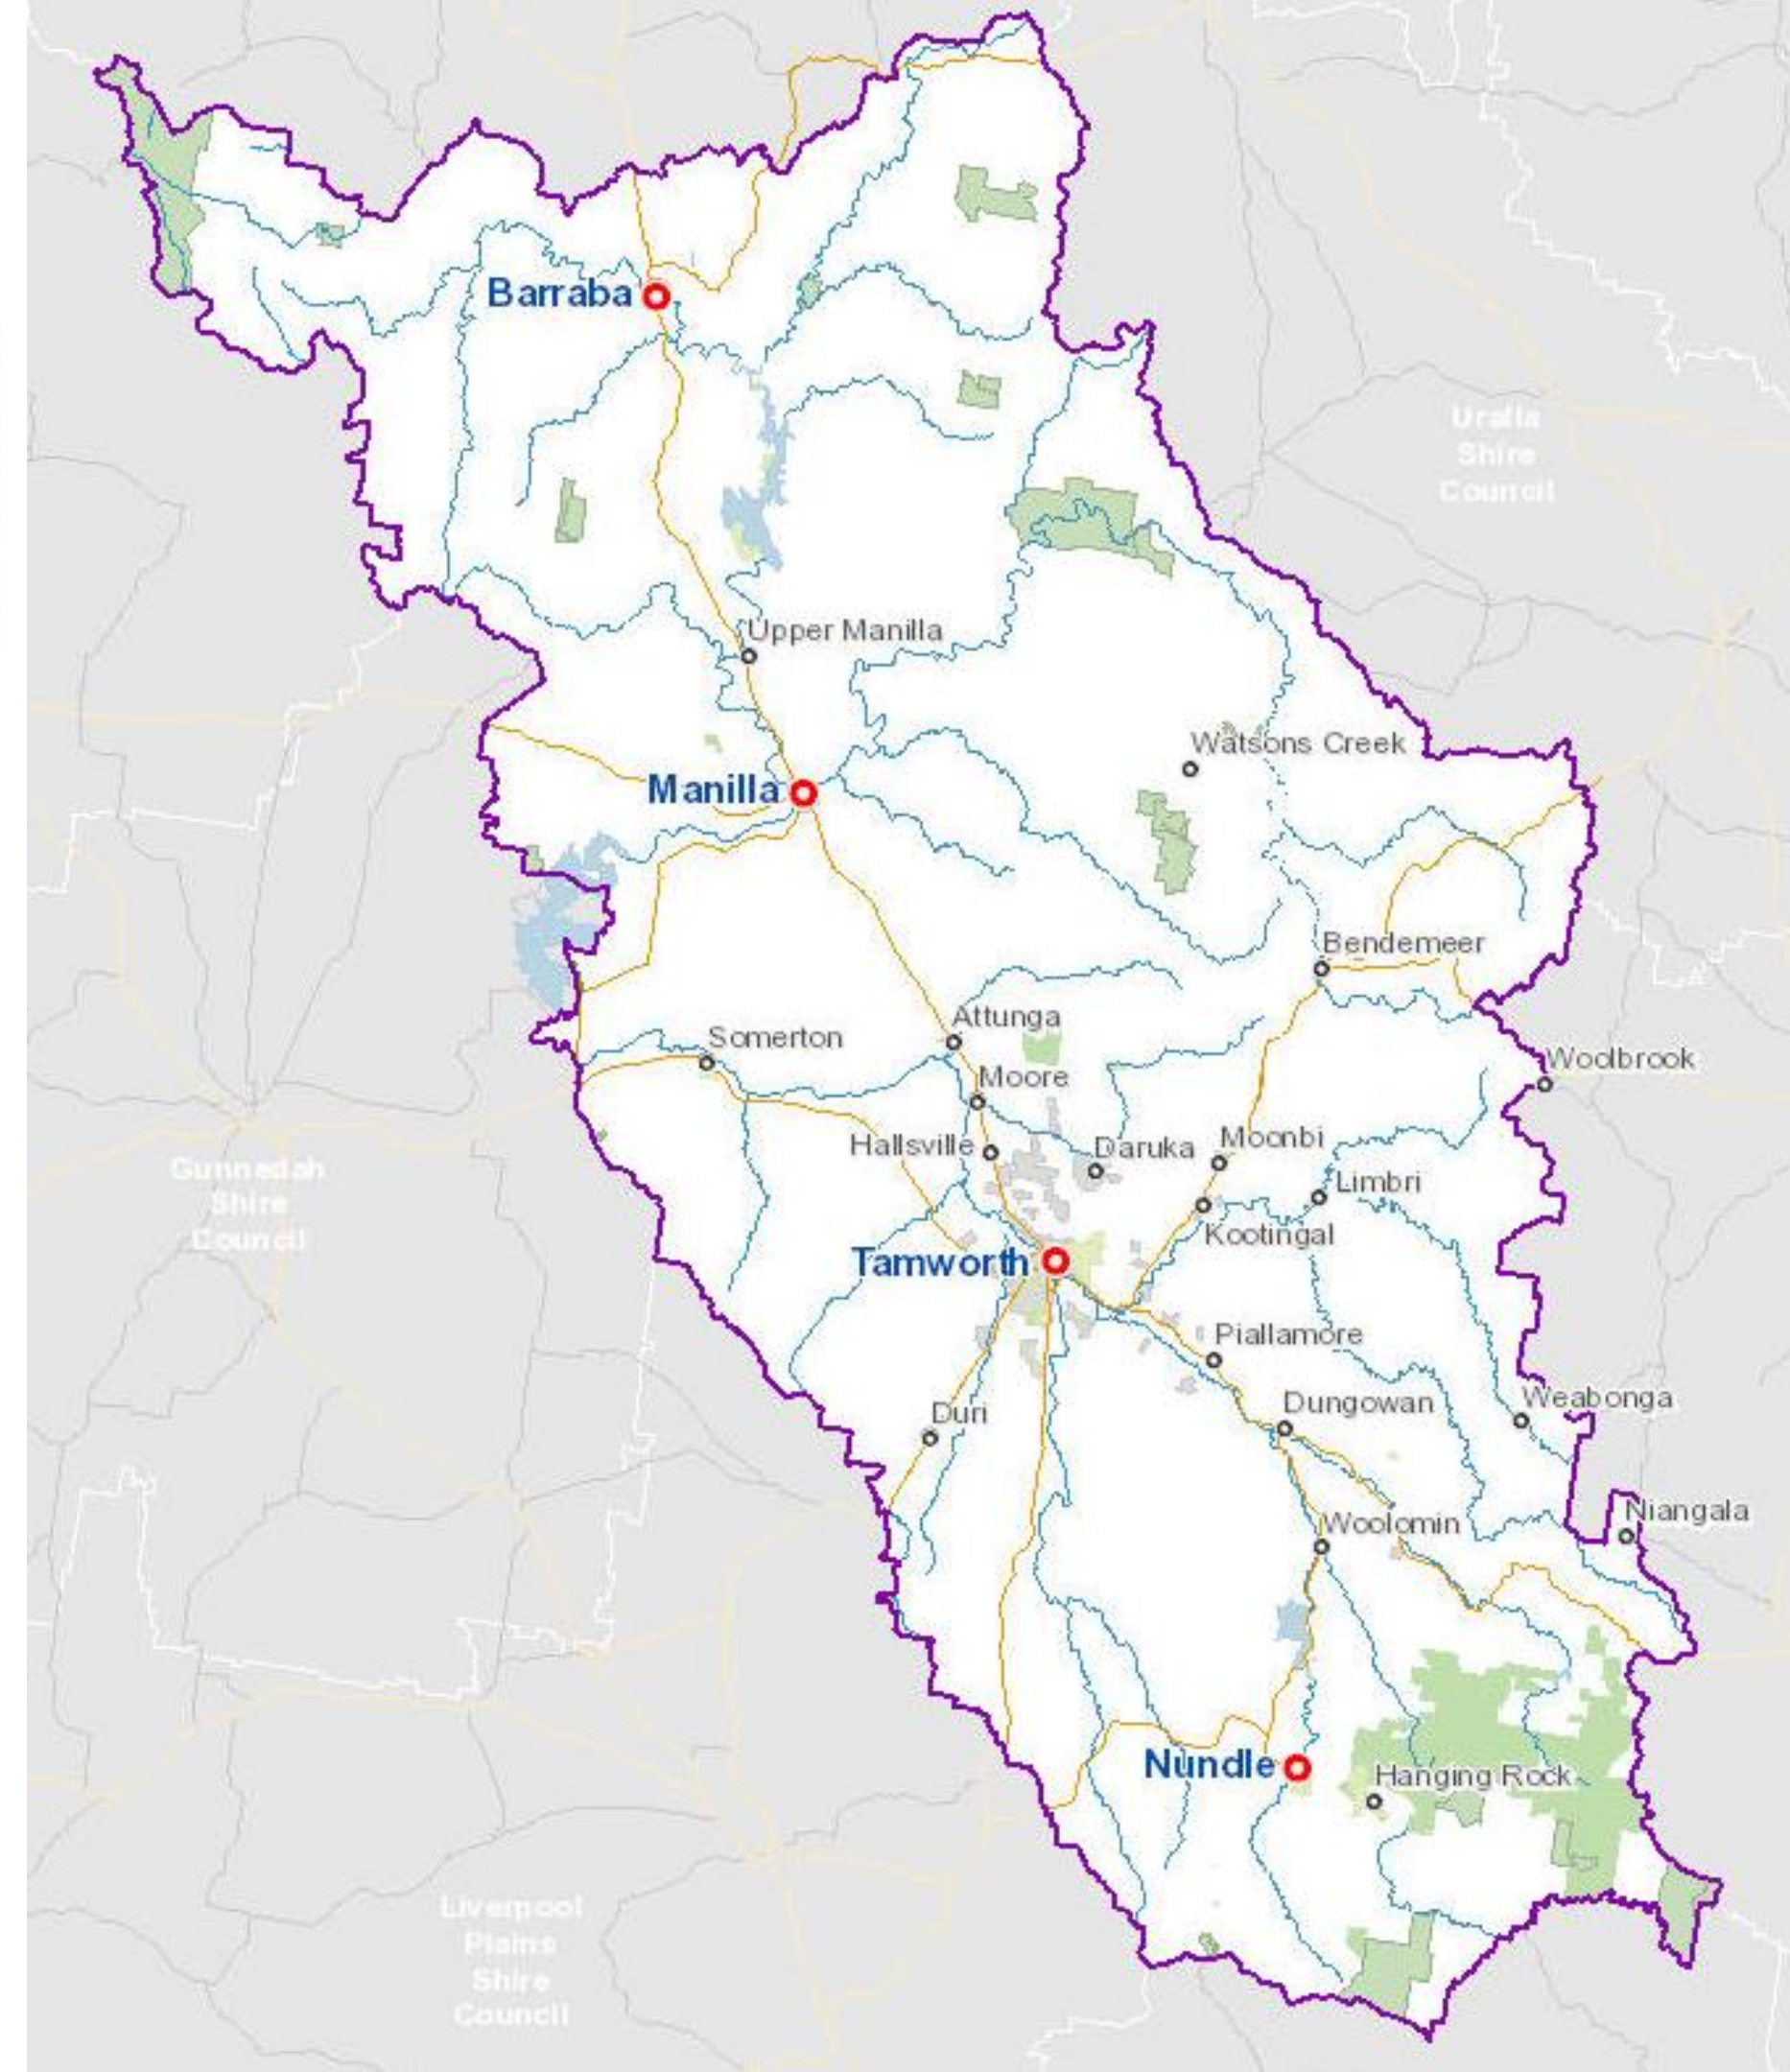 Barraba
Uralla
Shire
Council
Upper Manilla
Watsons Creek
Manilla
Bendemeer
Attunga
Somerton
Woolbrook
Moore
Moonbi
Hallsville
Daruka
Limbri
Gunnedah
Shire
Council
Kootingal
Tamworth
Piallamore
Weabonga
Dungowan
Duri
Niangala
Woolomin
Nundle
Hanging Rock
Liverpool
Plains
Shire
Council